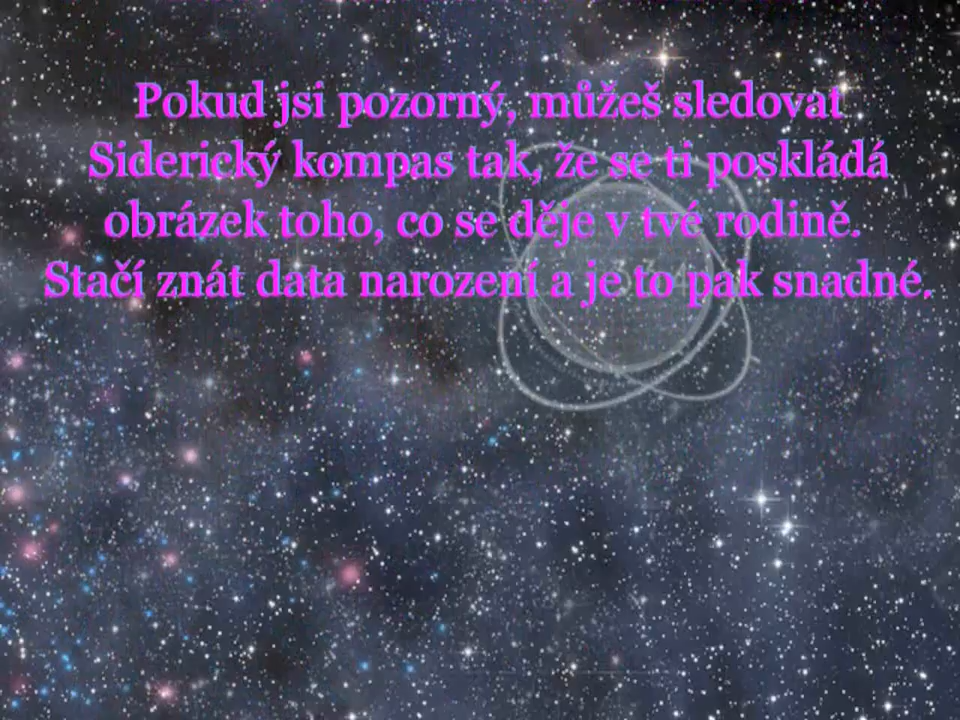 Pokud jsi pozorný, můžeš sledovat
Siderický kompas tak, že se ti poskládá
obrázek toho, co se děje v tvé rodině.
Stačí znát data narození a je to pak snadné.